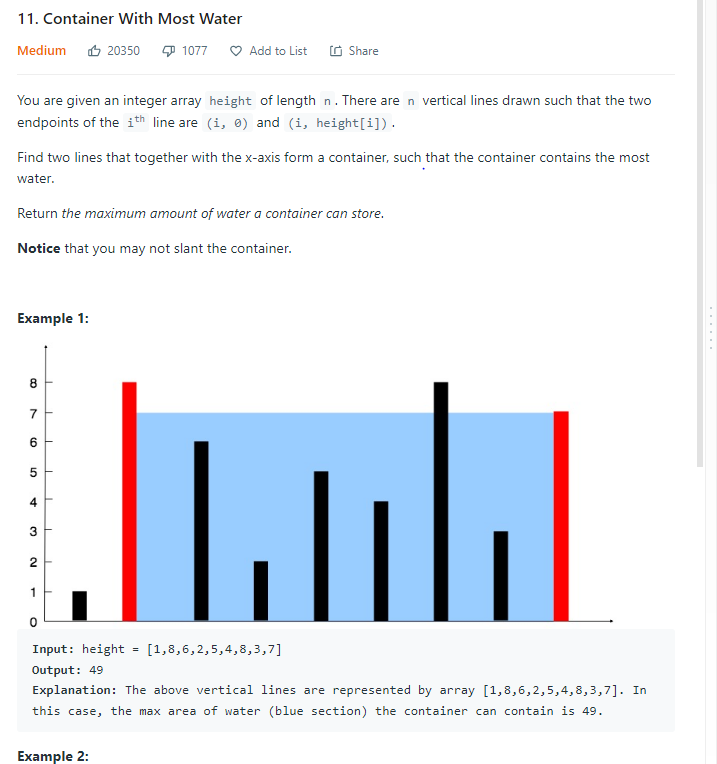 11. Container With Most Water
Medium 20350 1077 Add to List Share
You are given an integer array height of length n. There are n vertical lines drawn such that the two
endpoints of the ith line are (i, 0) and (i, height[i]).
Find two lines that together with the x-axis form a container, such that the container contains the most
water.
Return the maximum amount of water a container can store.
Notice that you may not slant the container.
Example 1:
8
7
6
5
4
3
2
1
0
Input: height = [1,8,6,2,5,4,8,3,7]
Output: 49
Explanation: The above vertical lines are represented by array [1,8,6,2,5,4,8,3,7]. In
this case, the max area of water (blue section) the container can contain is 49.
Example 2: